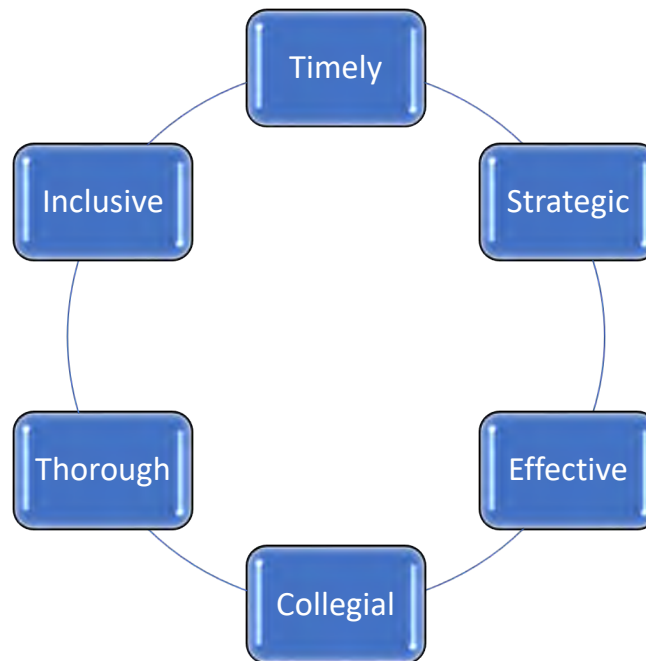 Timely
Strategic
Effective
Collegial
Thorough
Inclusive